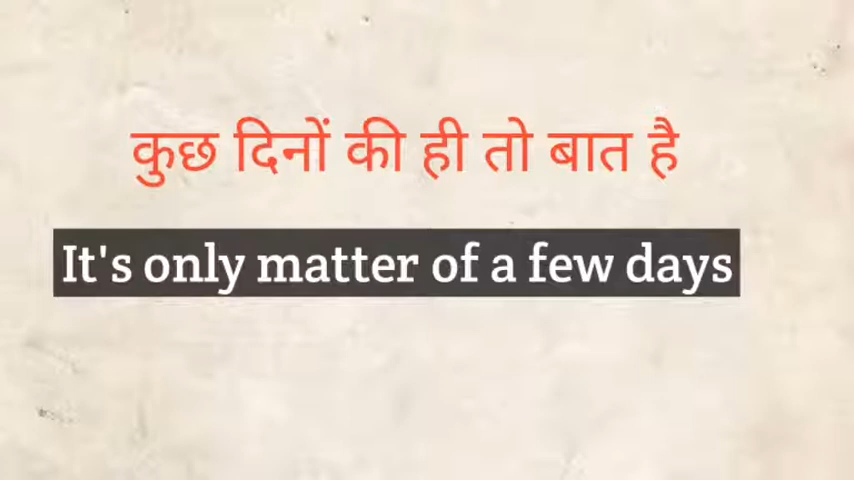 कुछ दिनों की ही तो बात है
It's only matter of a few days